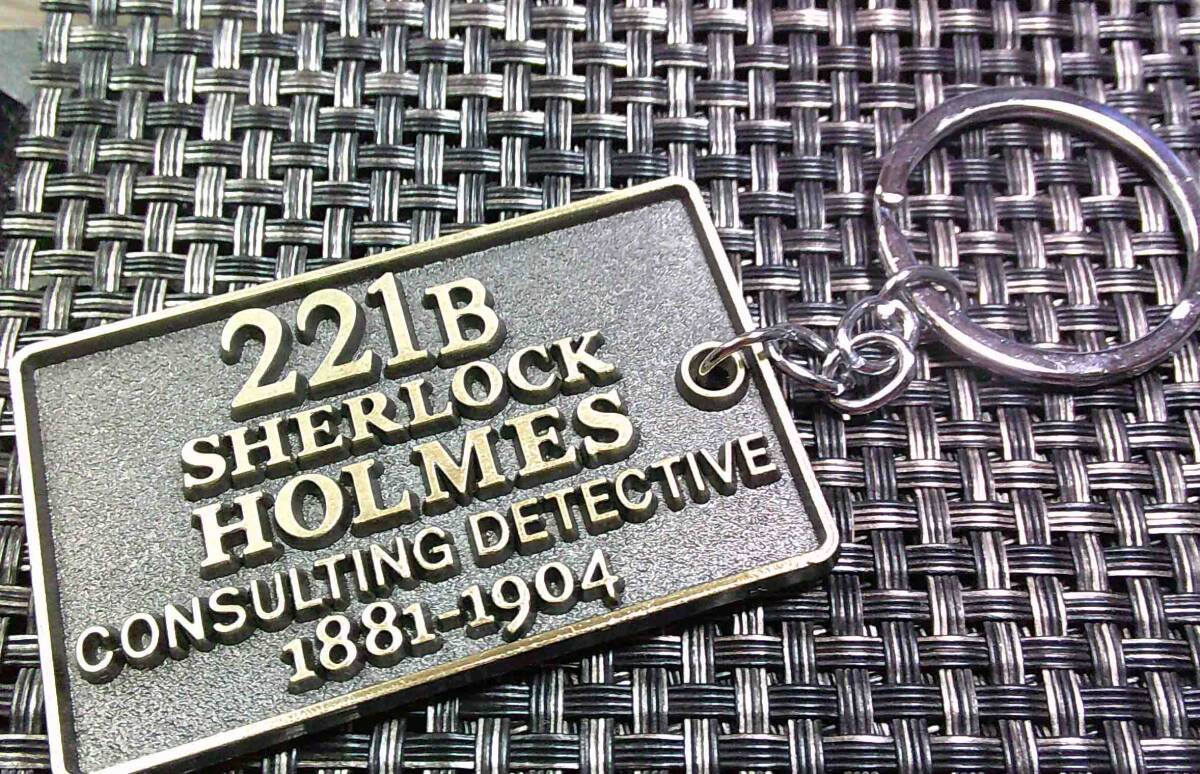 221B
SHERLOCK
HOLMES
CONSULTING DETECTIVE
1881-1904